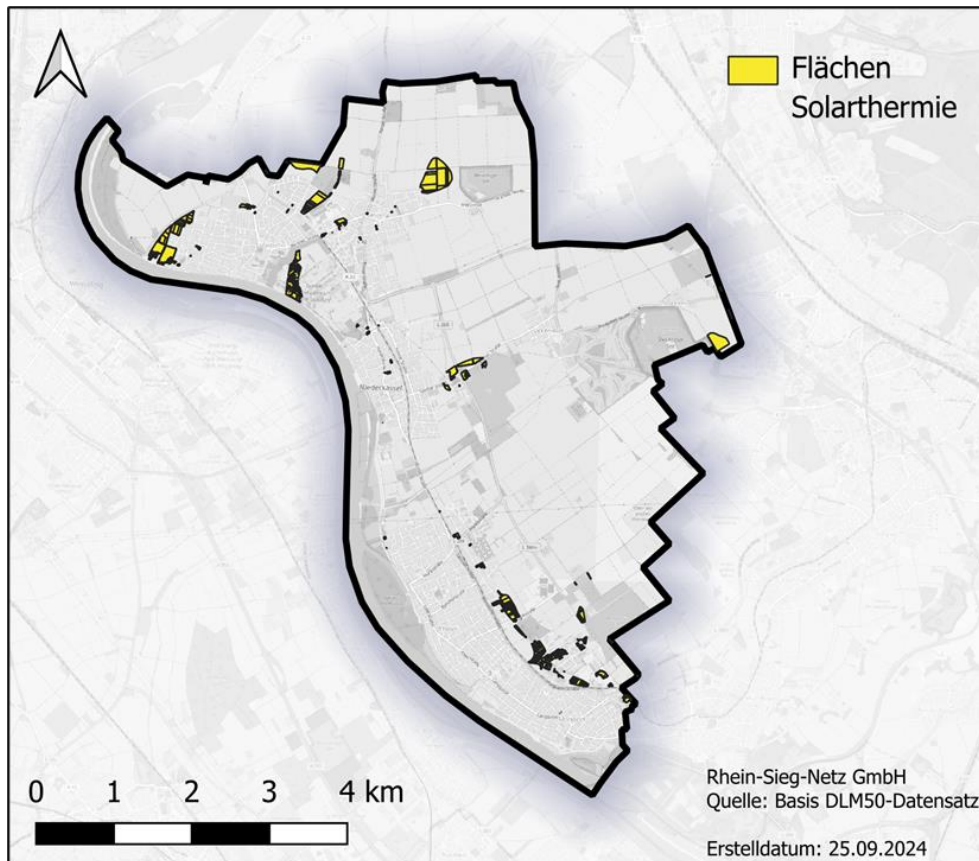 Flächen
Solarthermie
Niederkassel
0 1 2 3 4 km
Rhein-Sieg-Netz GmbH
Quelle: Basis DLM50-Datensatz
Erstelldatum: 25.09.2024